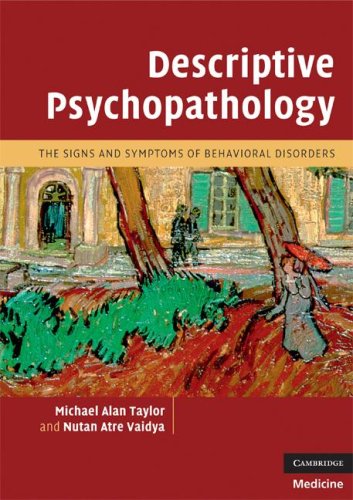 Descriptive
Psychopathology
THE SIGNS AND SYMPTOMS OF BEHAVIORAL DISORDERS
Michael Alan Taylor
and Nutan Atre Vaidya
CAMBRIDGE
Medicine